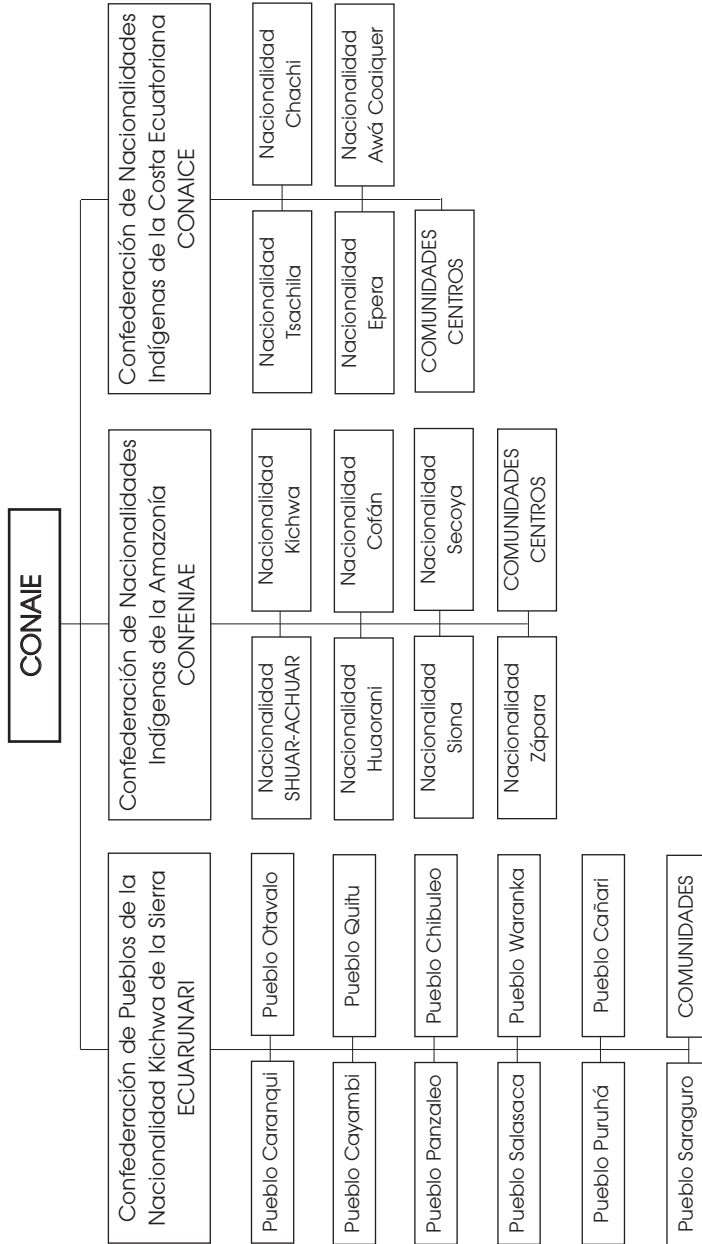 CONAIE
Confederación de Pueblos de la
Nacionalidad Kichwa de la Sierra
ECUARUNARI
Pueblo Caranqui
Pueblo Otavalo
Pueblo Cayambi
Pueblo Quitu
Pueblo Panzaleo
Pueblo Chibuleo
Pueblo Salasaca
Pueblo Waranka
Pueblo Puruhá
Pueblo Cañari
Pueblo Saraguro
COMUNIDADES
Confederación de Nacionalidades
Indígenas de la Amazonía
CONFENIAE
Nacionalidad
SHUAR-ACHUAR
Nacionalidad
Kichwa
Nacionalidad
Huaorani
Nacionalidad
Cofán
Nacionalidad
Siona
Nacionalidad
Secoya
Nacionalidad
Zápara
COMUNIDADES
CENTROS
Confederación de Nacionalidades
Indígenas de la Costa Ecuatoriana
CONAICE
Nacionalidad
Tsachila
Nacionalidad
Chachi
Nacionalidad
Epera
Nacionalidad
Awá Coaiquer
COMUNIDADES
CENTROS